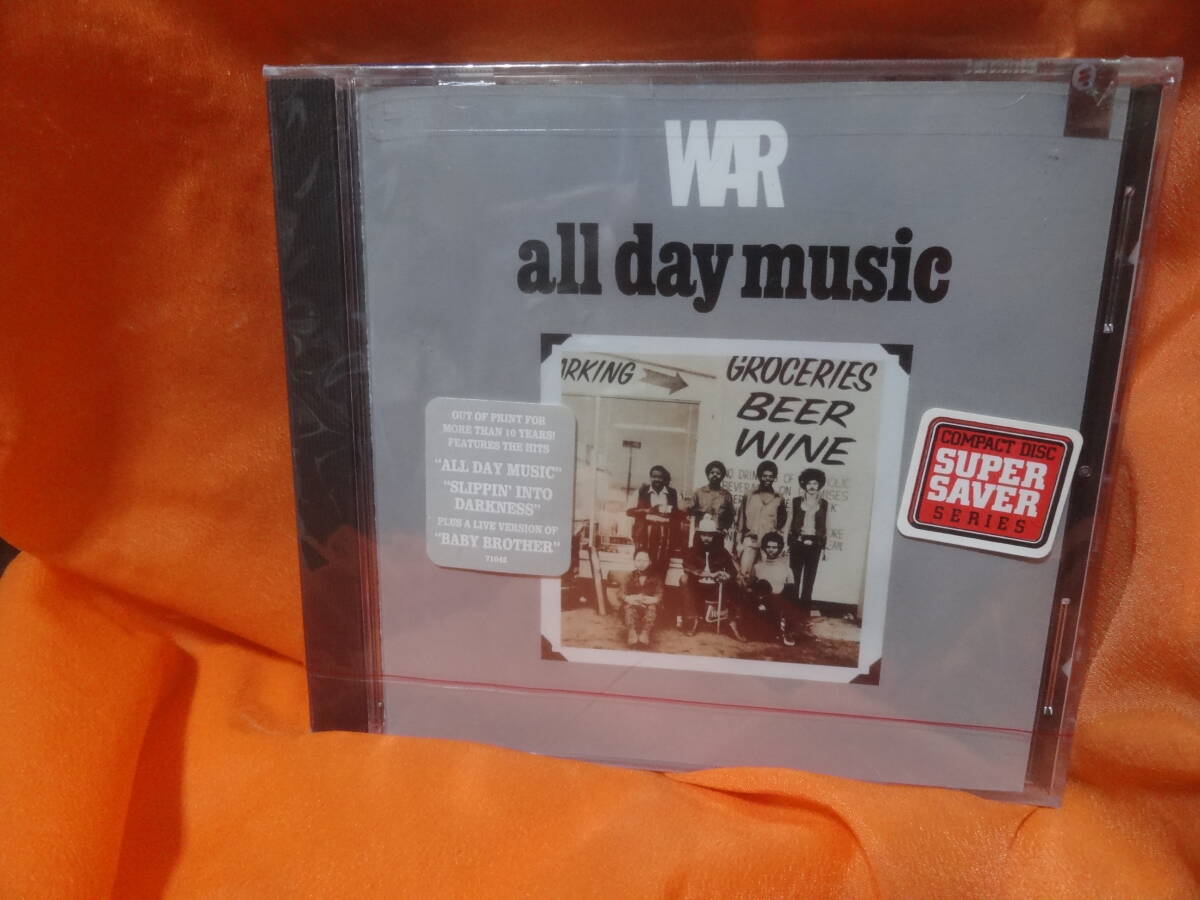 WAR
all day music
ARKING
GROCERIES
BEER
WINE
OUT OF PRINT FOR
MORE THAN 10 YEARS!
FEATURES THE HITS
"ALL DAY MUSIC"
"SLIPPIN' INTO
DARKNESS"
PLUS A LIVE VERSION OF
"BABY BROTHER"
71042
COMPACT DISC
SUPER
SAVER
SERIES